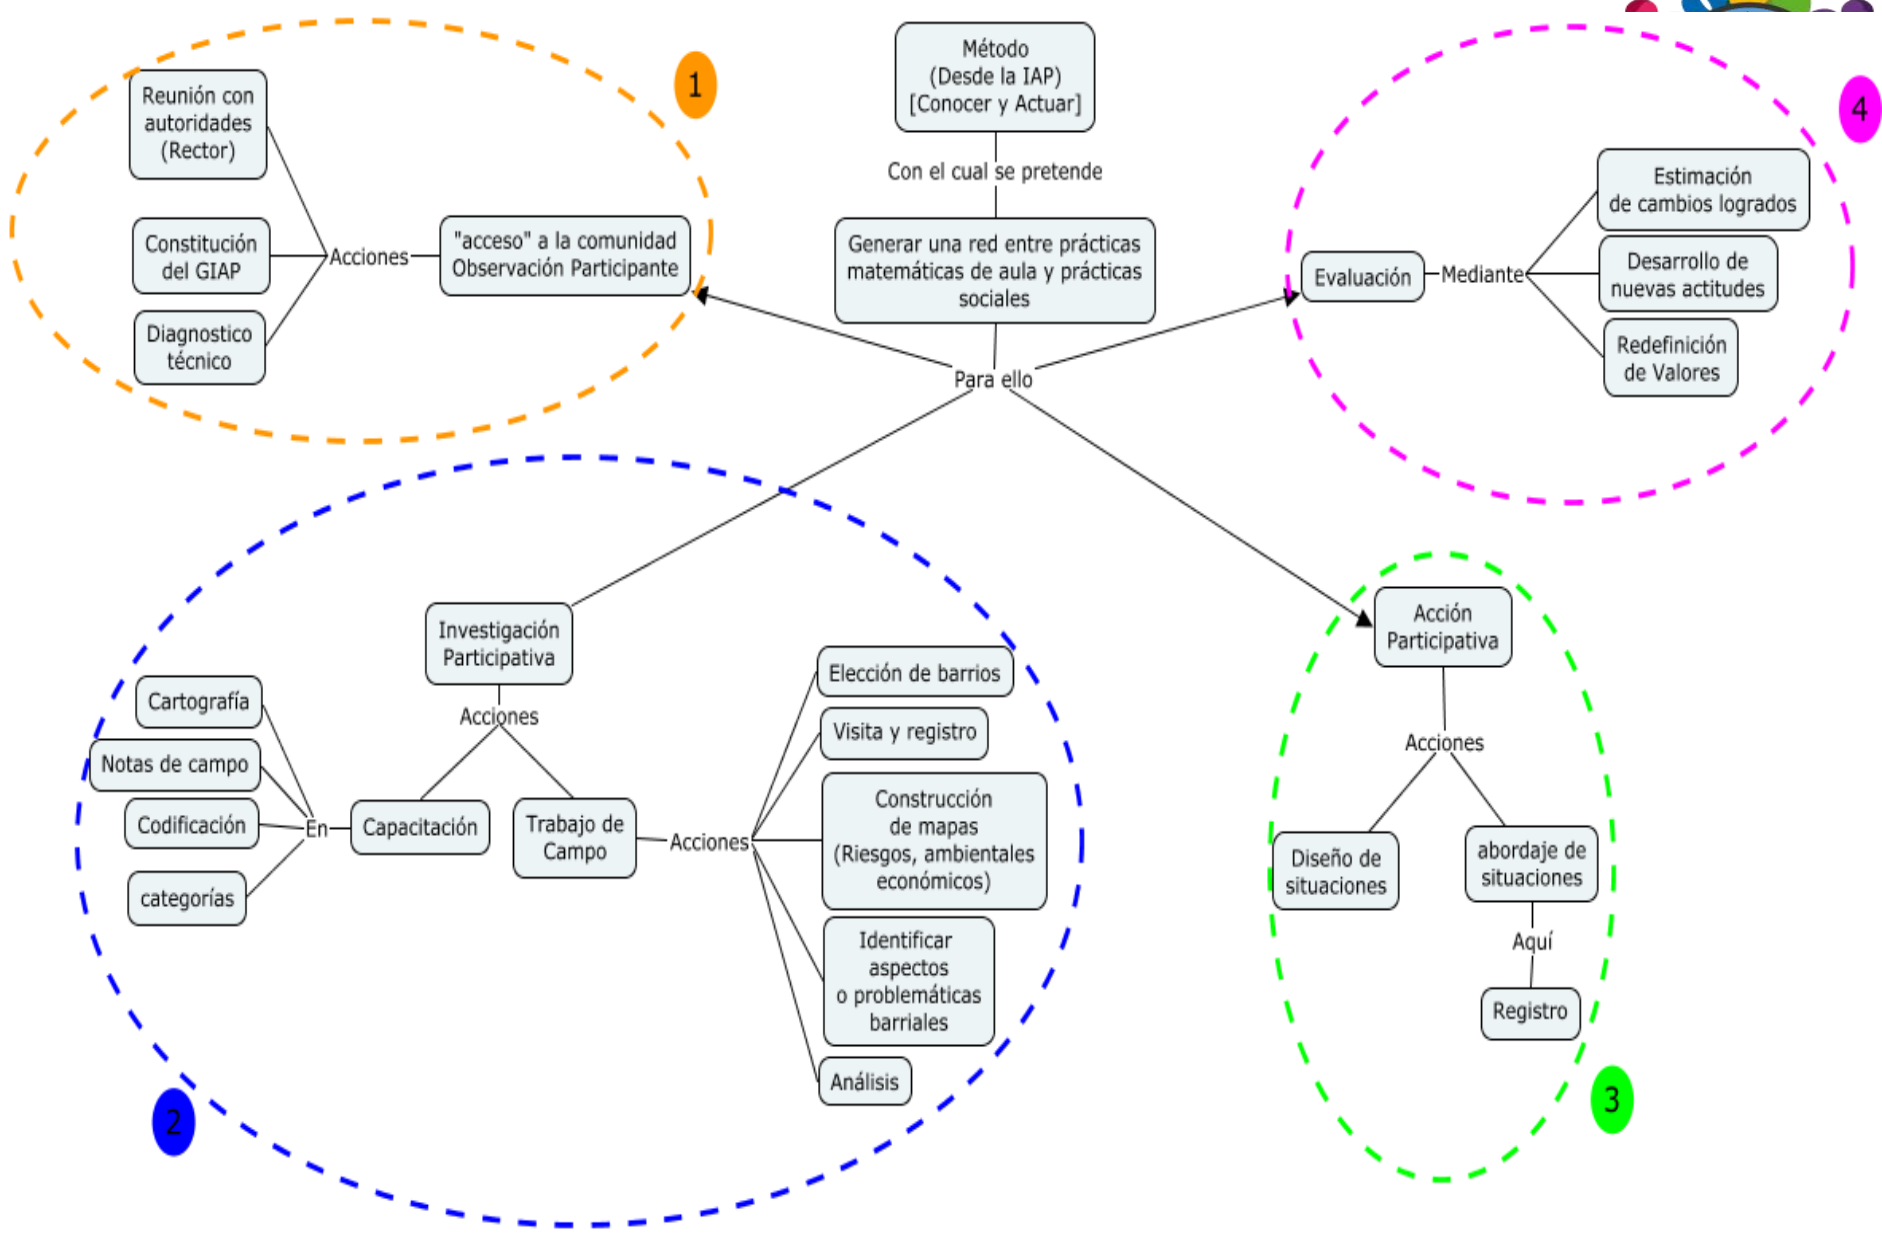 Método
(Desde la IAP)
[Conocer y Actuar]
Con el cual se pretende
Generar una red entre prácticas
matemáticas de aula y prácticas
sociales
Para ello
1
"acceso" a la comunidad
Observación Participante
Acciones
Reunión con
autoridades
(Rector)
Constitución
del GIAP
Diagnostico
técnico
2
Investigación
Participativa
Acciones
Capacitación
En
Cartografía
Notas de campo
Codificación
categorías
Trabajo de
Campo
Acciones
Elección de barrios
Visita y registro
Construcción
de mapas
(Riesgos, ambientales
económicos)
Identificar
aspectos
o problemáticas
barriales
Análisis
3
Acción
Participativa
Acciones
Diseño de
situaciones
abordaje de
situaciones
Aquí
Registro
4
Evaluación
Mediante
Estimación
de cambios logrados
Desarrollo de
nuevas actitudes
Redefinición
de Valores